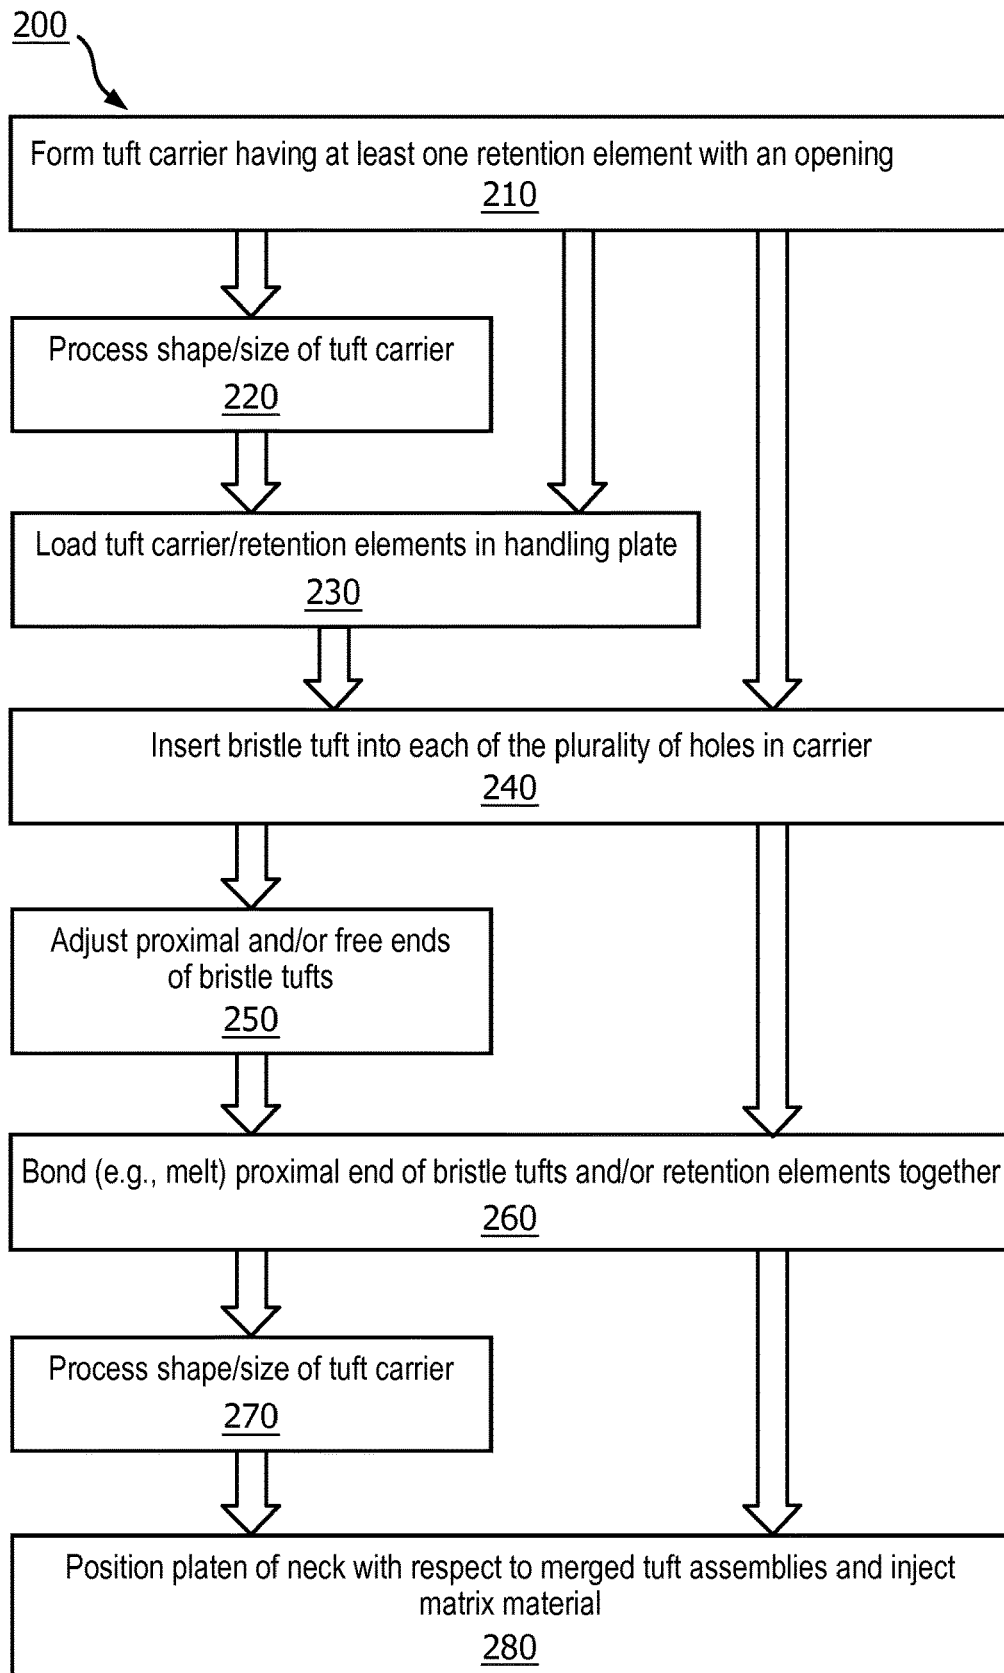 200
Form tuft carrier having at least one retention element with an opening
210
Process shape/size of tuft carrier
220
Load tuft carrier/retention elements in handling plate
230
Insert bristle tuft into each of the plurality of holes in carrier
240
Adjust proximal and/or free ends
of bristle tufts
250
Bond (e.g., melt) proximal end of bristle tufts and/or retention elements together
260
Process shape/size of tuft carrier
270
Position platen of neck with respect to merged tuft assemblies and inject
matrix material
280